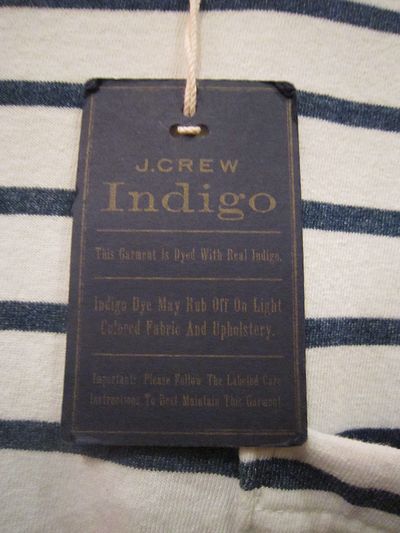 J.CREW
Indigo
This Garment Is Dyed With Real Indigo.
Indigo Dye May Rub Off On Light
Colored Fabric And Upholstery.
Important: Please Follow The Labeled Care
Instructions To Best Maintain This Garment